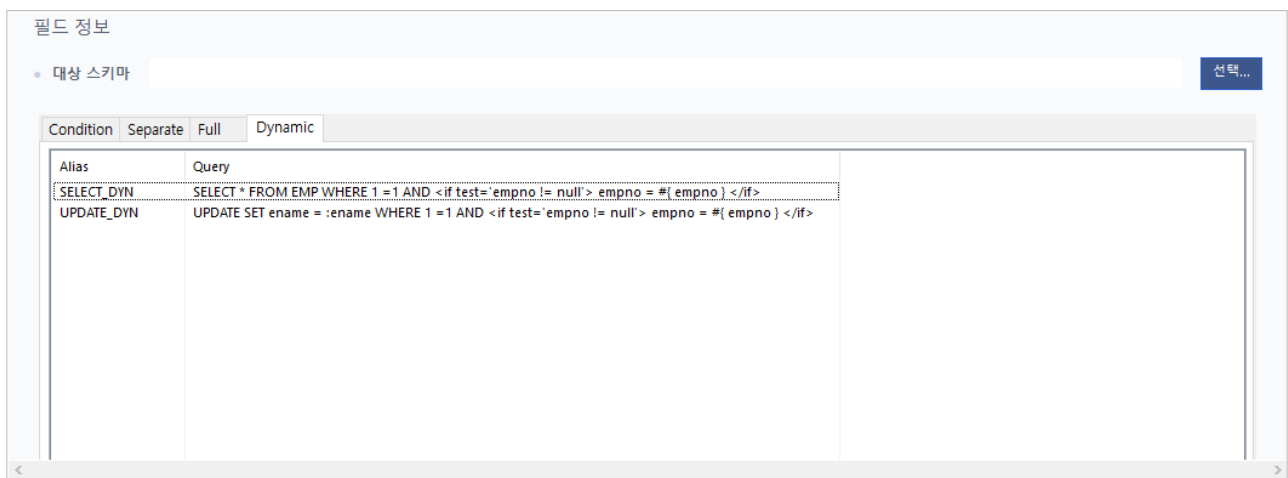 필드 정보
대상 스키마 선택...
Condition Separate Full Dynamic
Alias Query
SELECT_DYN SELECT * FROM EMP WHERE 1 =1 AND <if test='empno != null'> empno = #{ empno } </if>
UPDATE_DYN UPDATE SET ename = :ename WHERE 1 =1 AND <if test='empno != null'> empno = #{ empno } </if>